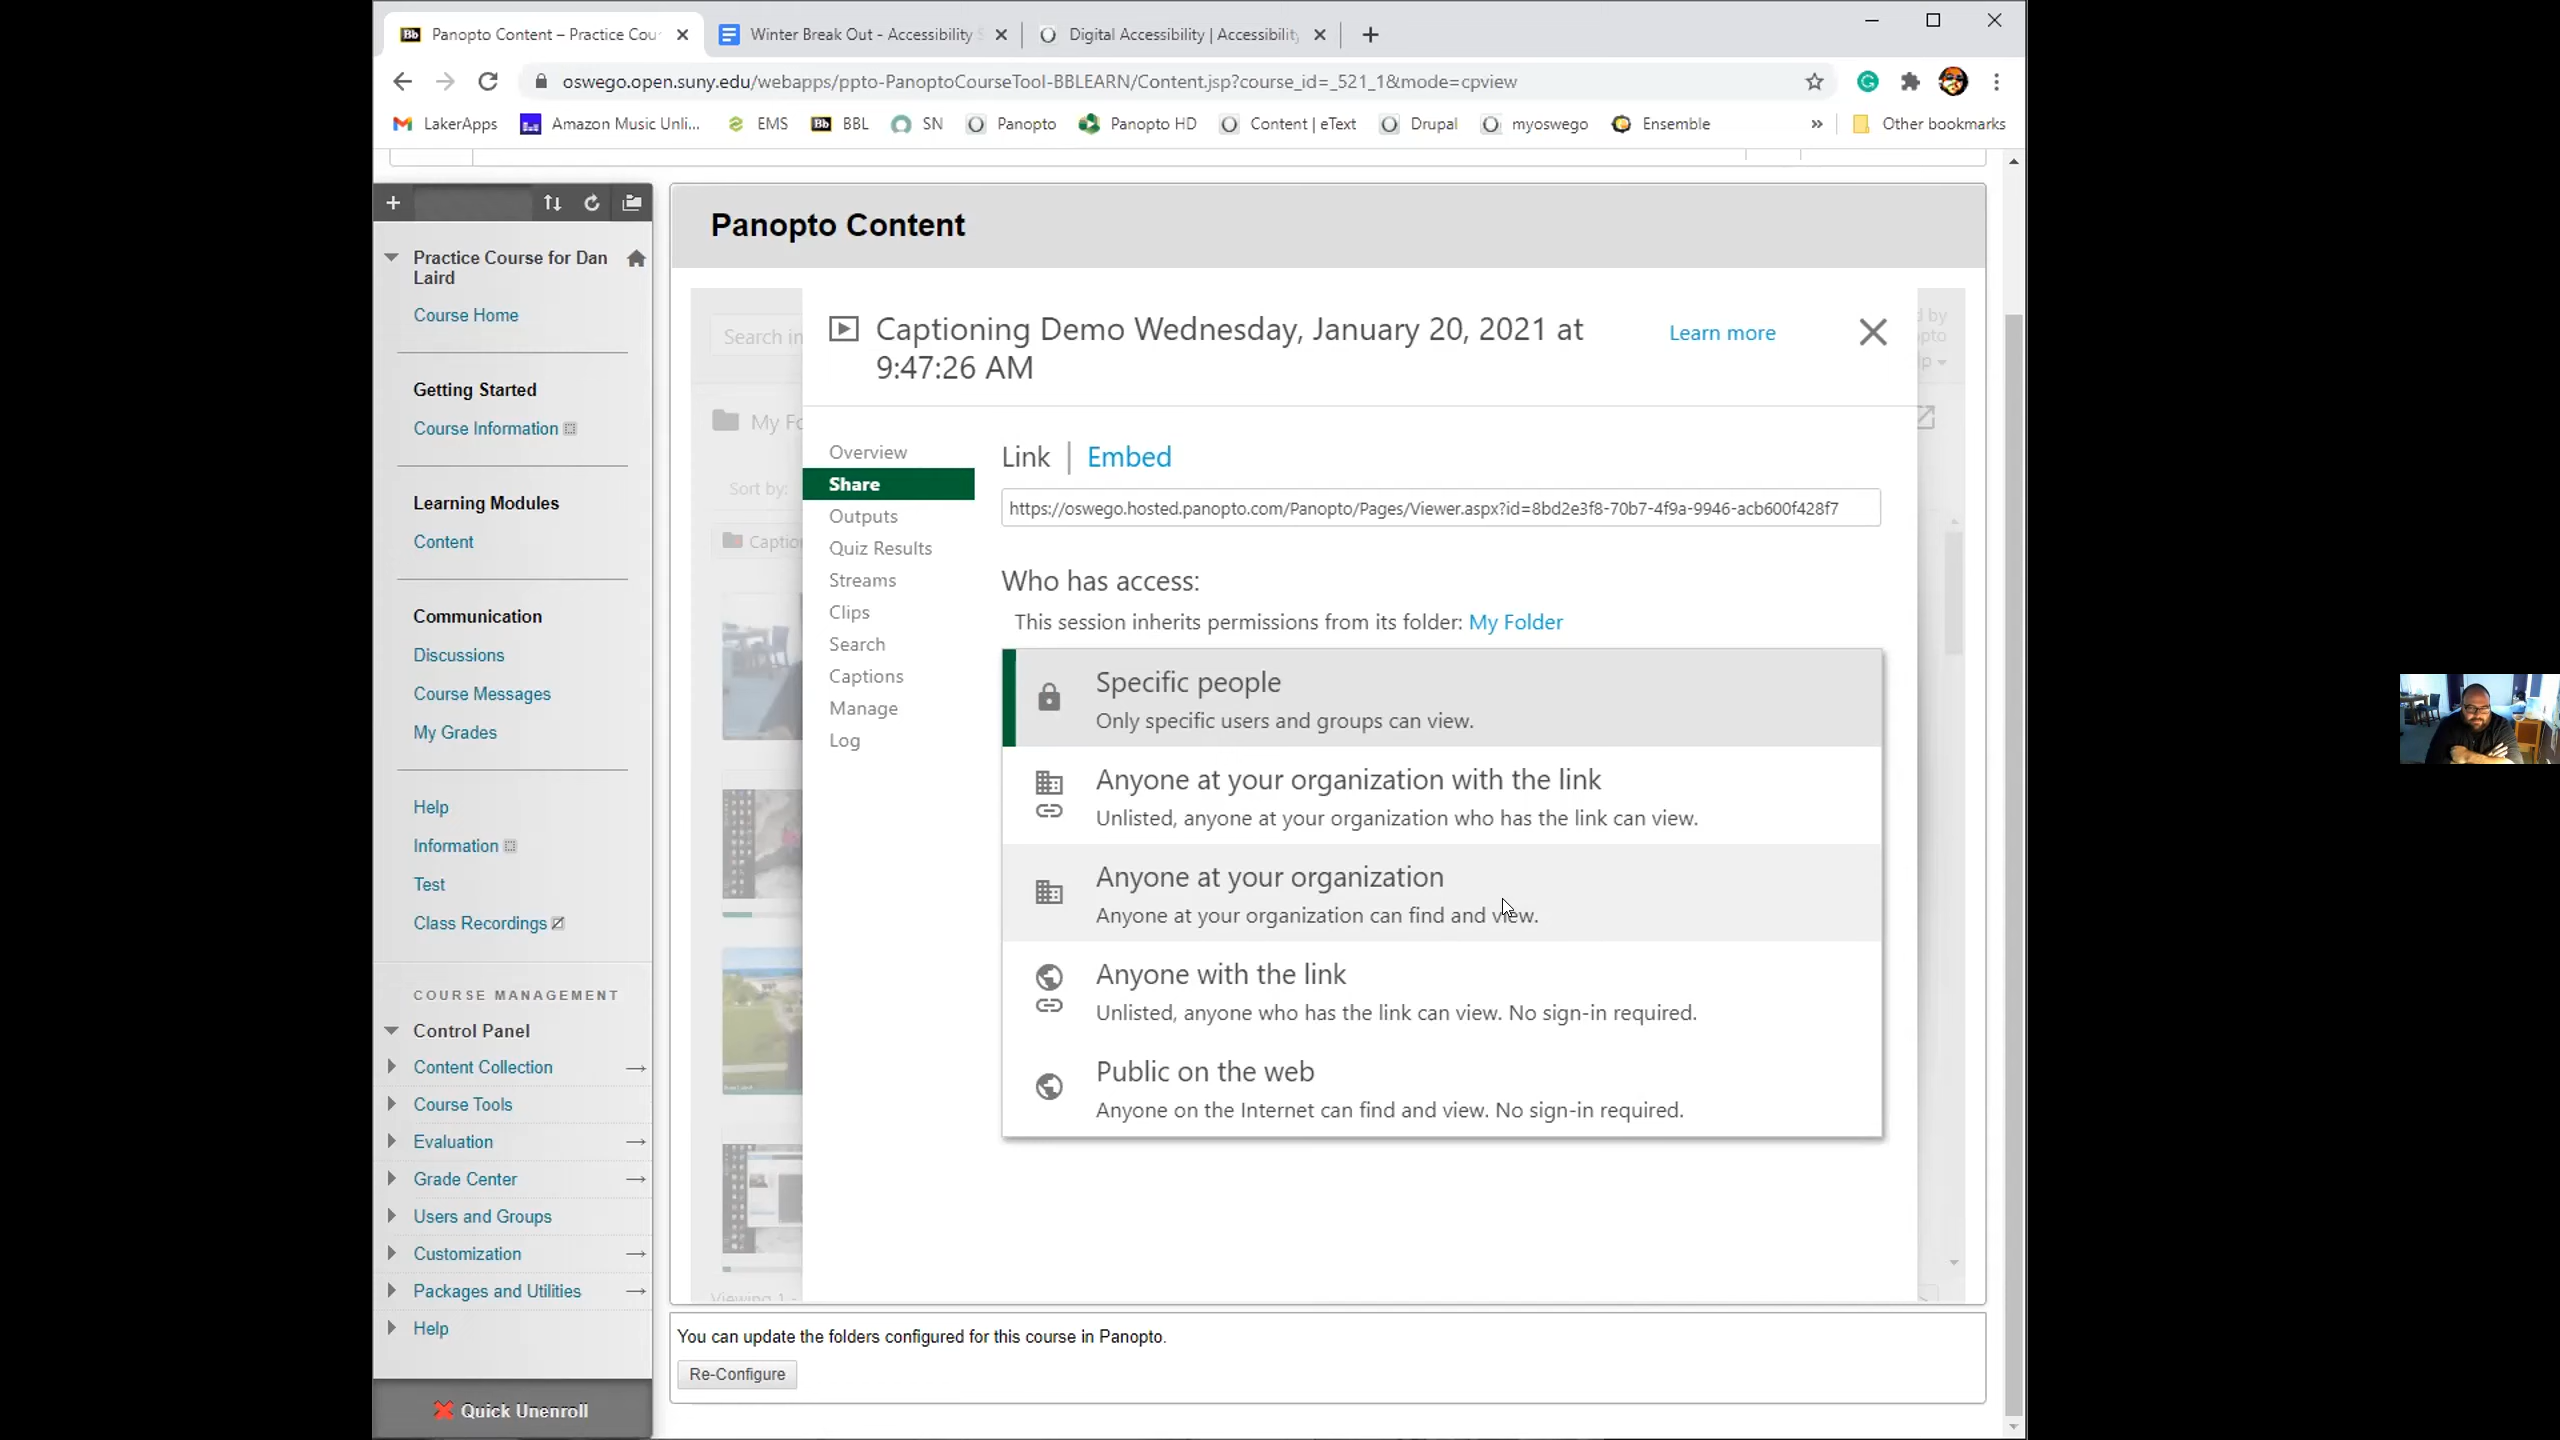 Panopto Content – Practice Cou
Winter Break Out - Accessibility S
Digital Accessibility | Accessibility
oswego.open.suny.edu/webapps/ppto-PanoptoCourseTool-BBLEARN/Content.jsp?course_id=_521_1&mode=cpview
LakerApps
Amazon Music Unli...
EMS
Bb BBL
SN
Panopto
Panopto HD
Content | eText
Drupal
myoswego
Ensemble
»
Other bookmarks
Practice Course for Dan
Laird
Course Home
Getting Started
Course Information
Learning Modules
Content
Communication
Discussions
Course Messages
My Grades
Help
Information
Test
Class Recordings
COURSE MANAGEMENT
Control Panel
Content Collection
Course Tools
Evaluation
Grade Center
Users and Groups
Customization
Packages and Utilities
Help
Quick Unenroll
Panopto Content
Search in
My Fo
Sort by:
Captio
Viewing 1 -
Captioning Demo Wednesday, January 20, 2021 at
9:47:26 AM
Learn more
Overview
Share
Outputs
Quiz Results
Streams
Clips
Search
Captions
Manage
Log
Link | Embed
https://oswego.hosted.panopto.com/Panopto/Pages/Viewer.aspx?id=8bd2e3f8-70b7-4f9a-9946-acb600f428f7
Who has access:
This session inherits permissions from its folder: My Folder
Specific people
Only specific users and groups can view.
Anyone at your organization with the link
Unlisted, anyone at your organization who has the link can view.
Anyone at your organization
Anyone at your organization can find and view.
Anyone with the link
Unlisted, anyone who has the link can view. No sign-in required.
Public on the web
Anyone on the Internet can find and view. No sign-in required.
You can update the folders configured for this course in Panopto.
Re-Configure